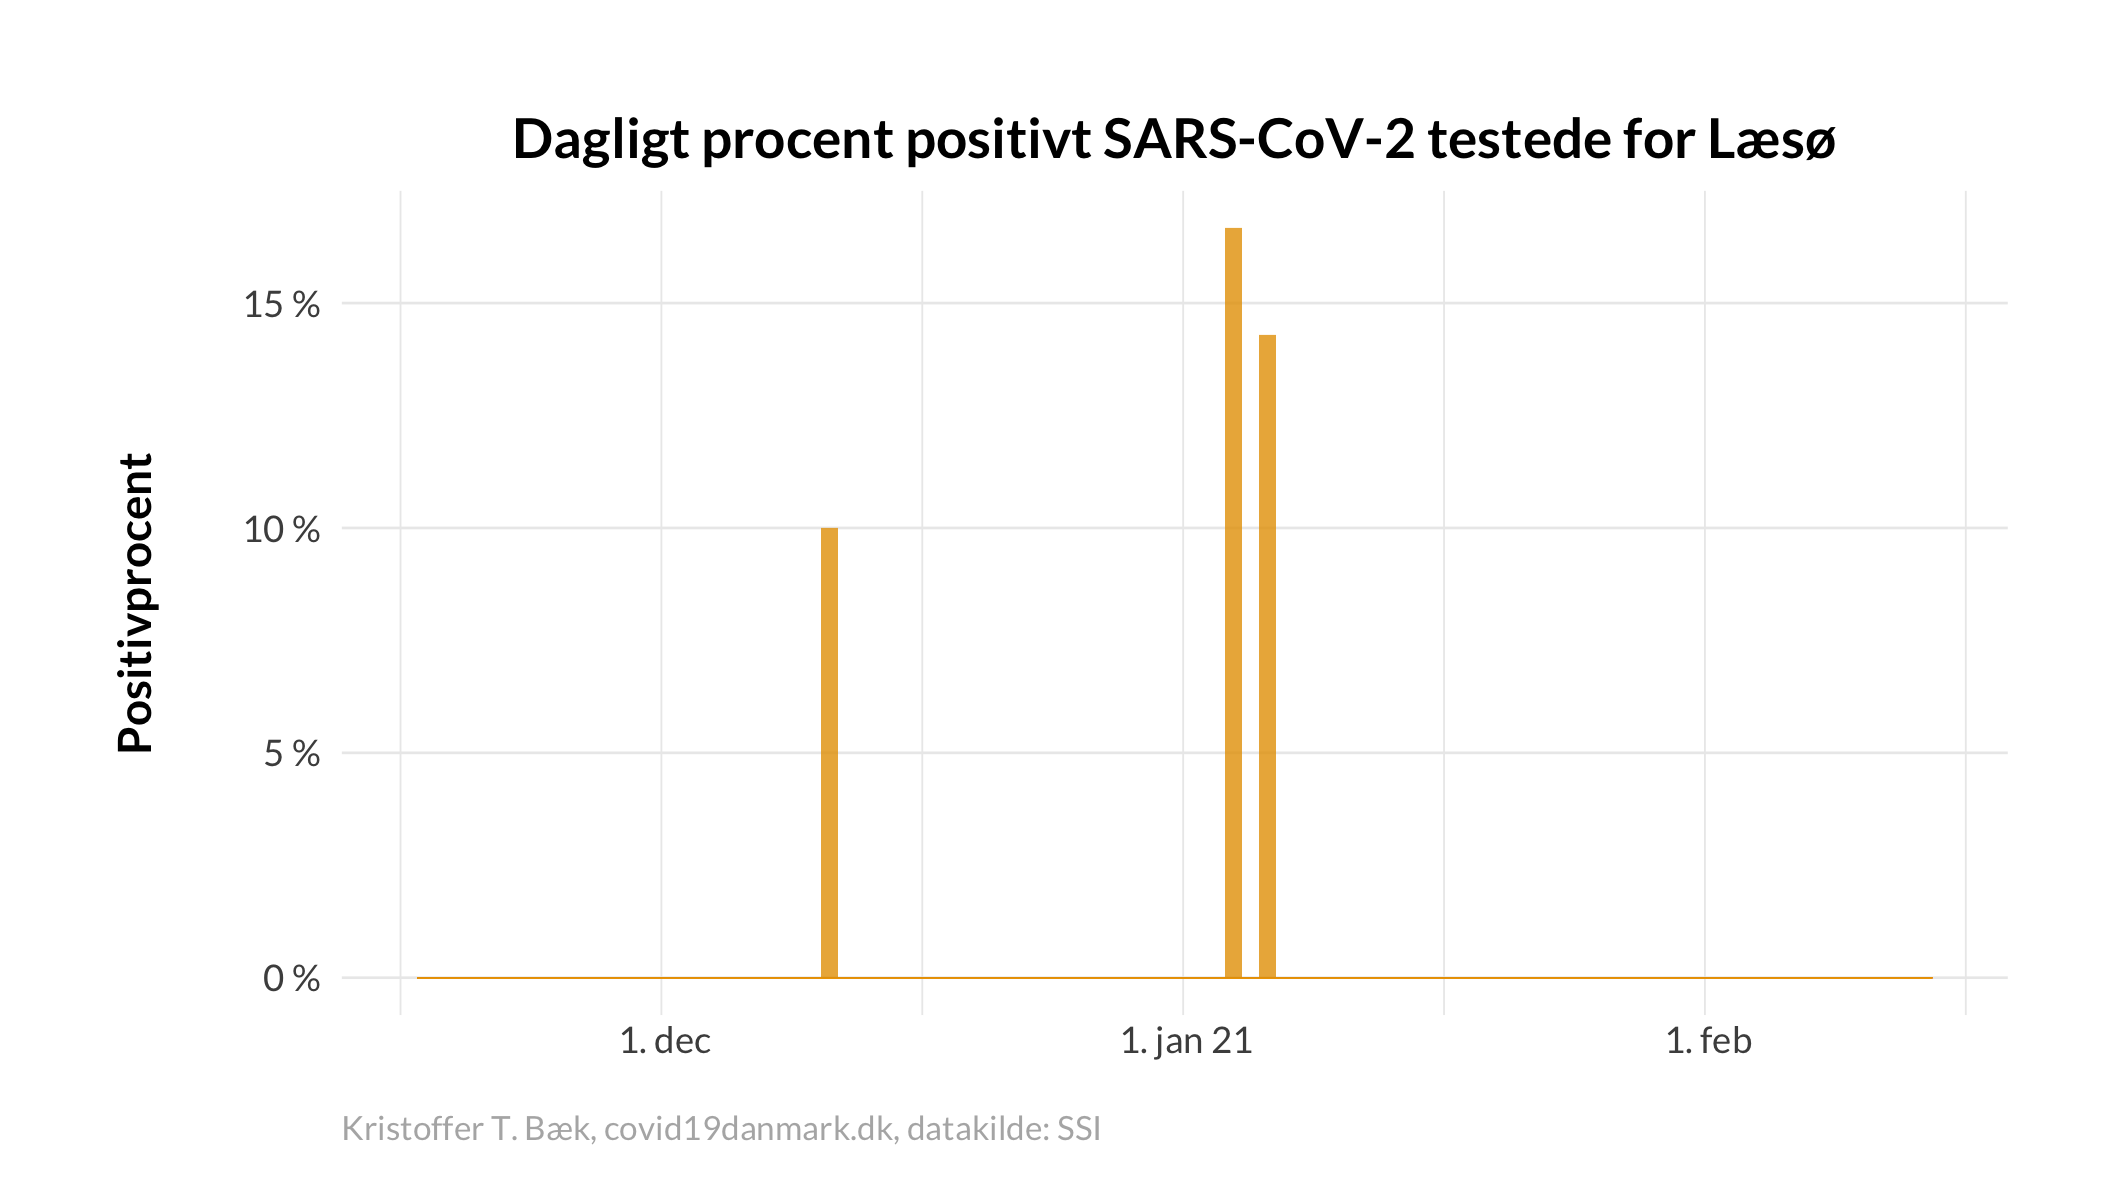 Dagligt procent positivt SARS-CoV-2 testede for Læsø
Positivprocent
15 %
10 %
5 %
0 %
1. dec
1. jan 21
1. feb
Kristoffer T. Bæk, covid19danmark.dk, datakilde: SSI